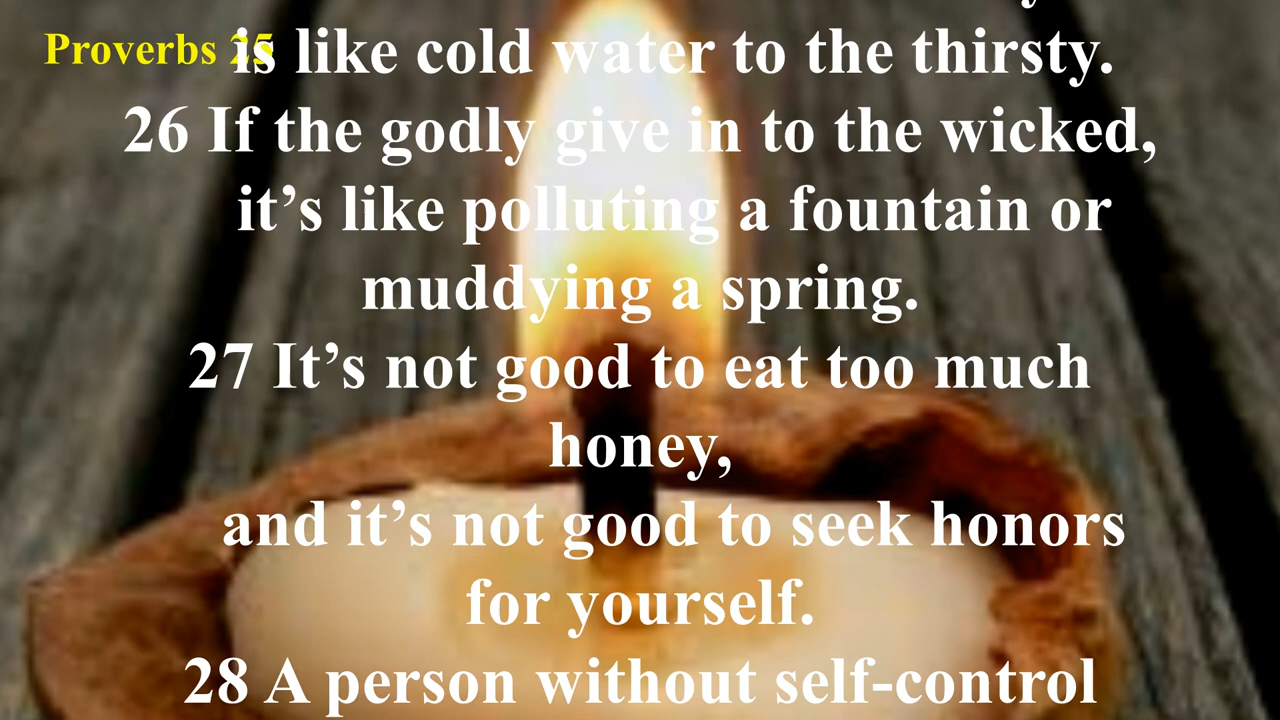 Proverbs 25
is like cold water to the thirsty.
26 If the godly give in to the wicked,
it’s like polluting a fountain or
muddying a spring.
27 It’s not good to eat too much
honey,
and it’s not good to seek honors
for yourself.
28 A person without self-control